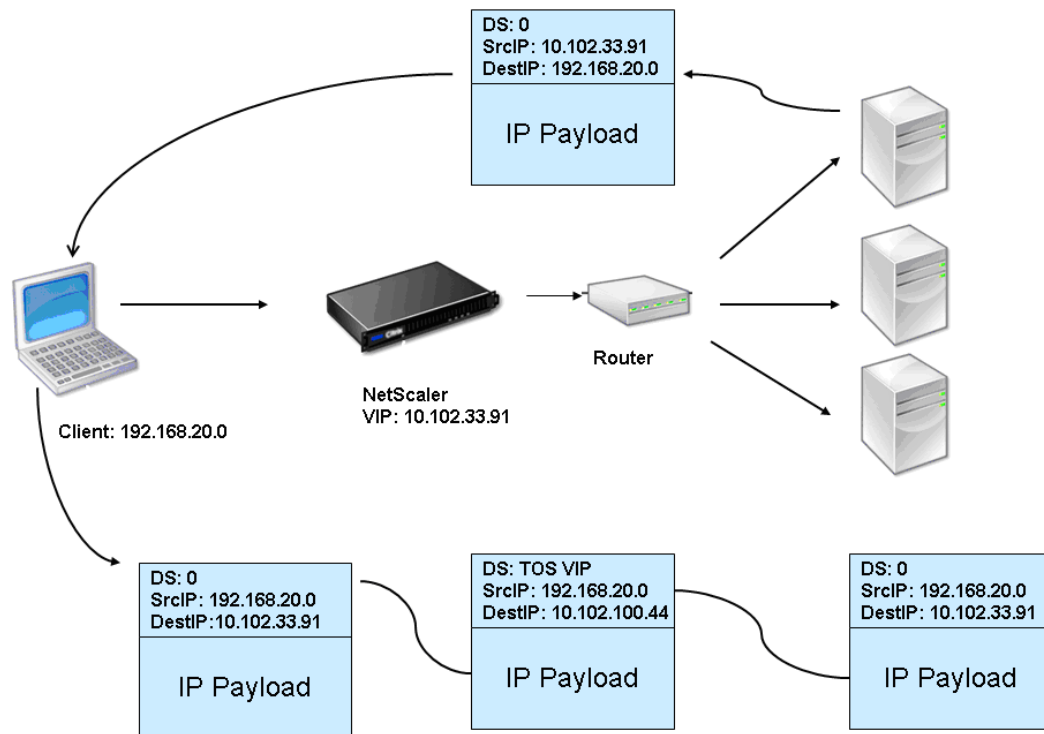 DS: 0
SrcIP: 10.102.33.91
DestIP: 192.168.20.0
IP Payload
Citrix
Router
NetScaler
VIP: 10.102.33.91
Client: 192.168.20.0
DS: 0
SrcIP: 192.168.20.0
DestIP:10.102.33.91
IP Payload
DS: TOS VIP
SrcIP: 192.168.20.0
DestIP: 10.102.100.44
IP Payload
DS: 0
SrcIP: 192.168.20.0
DestIP: 10.102.33.91
IP Payload